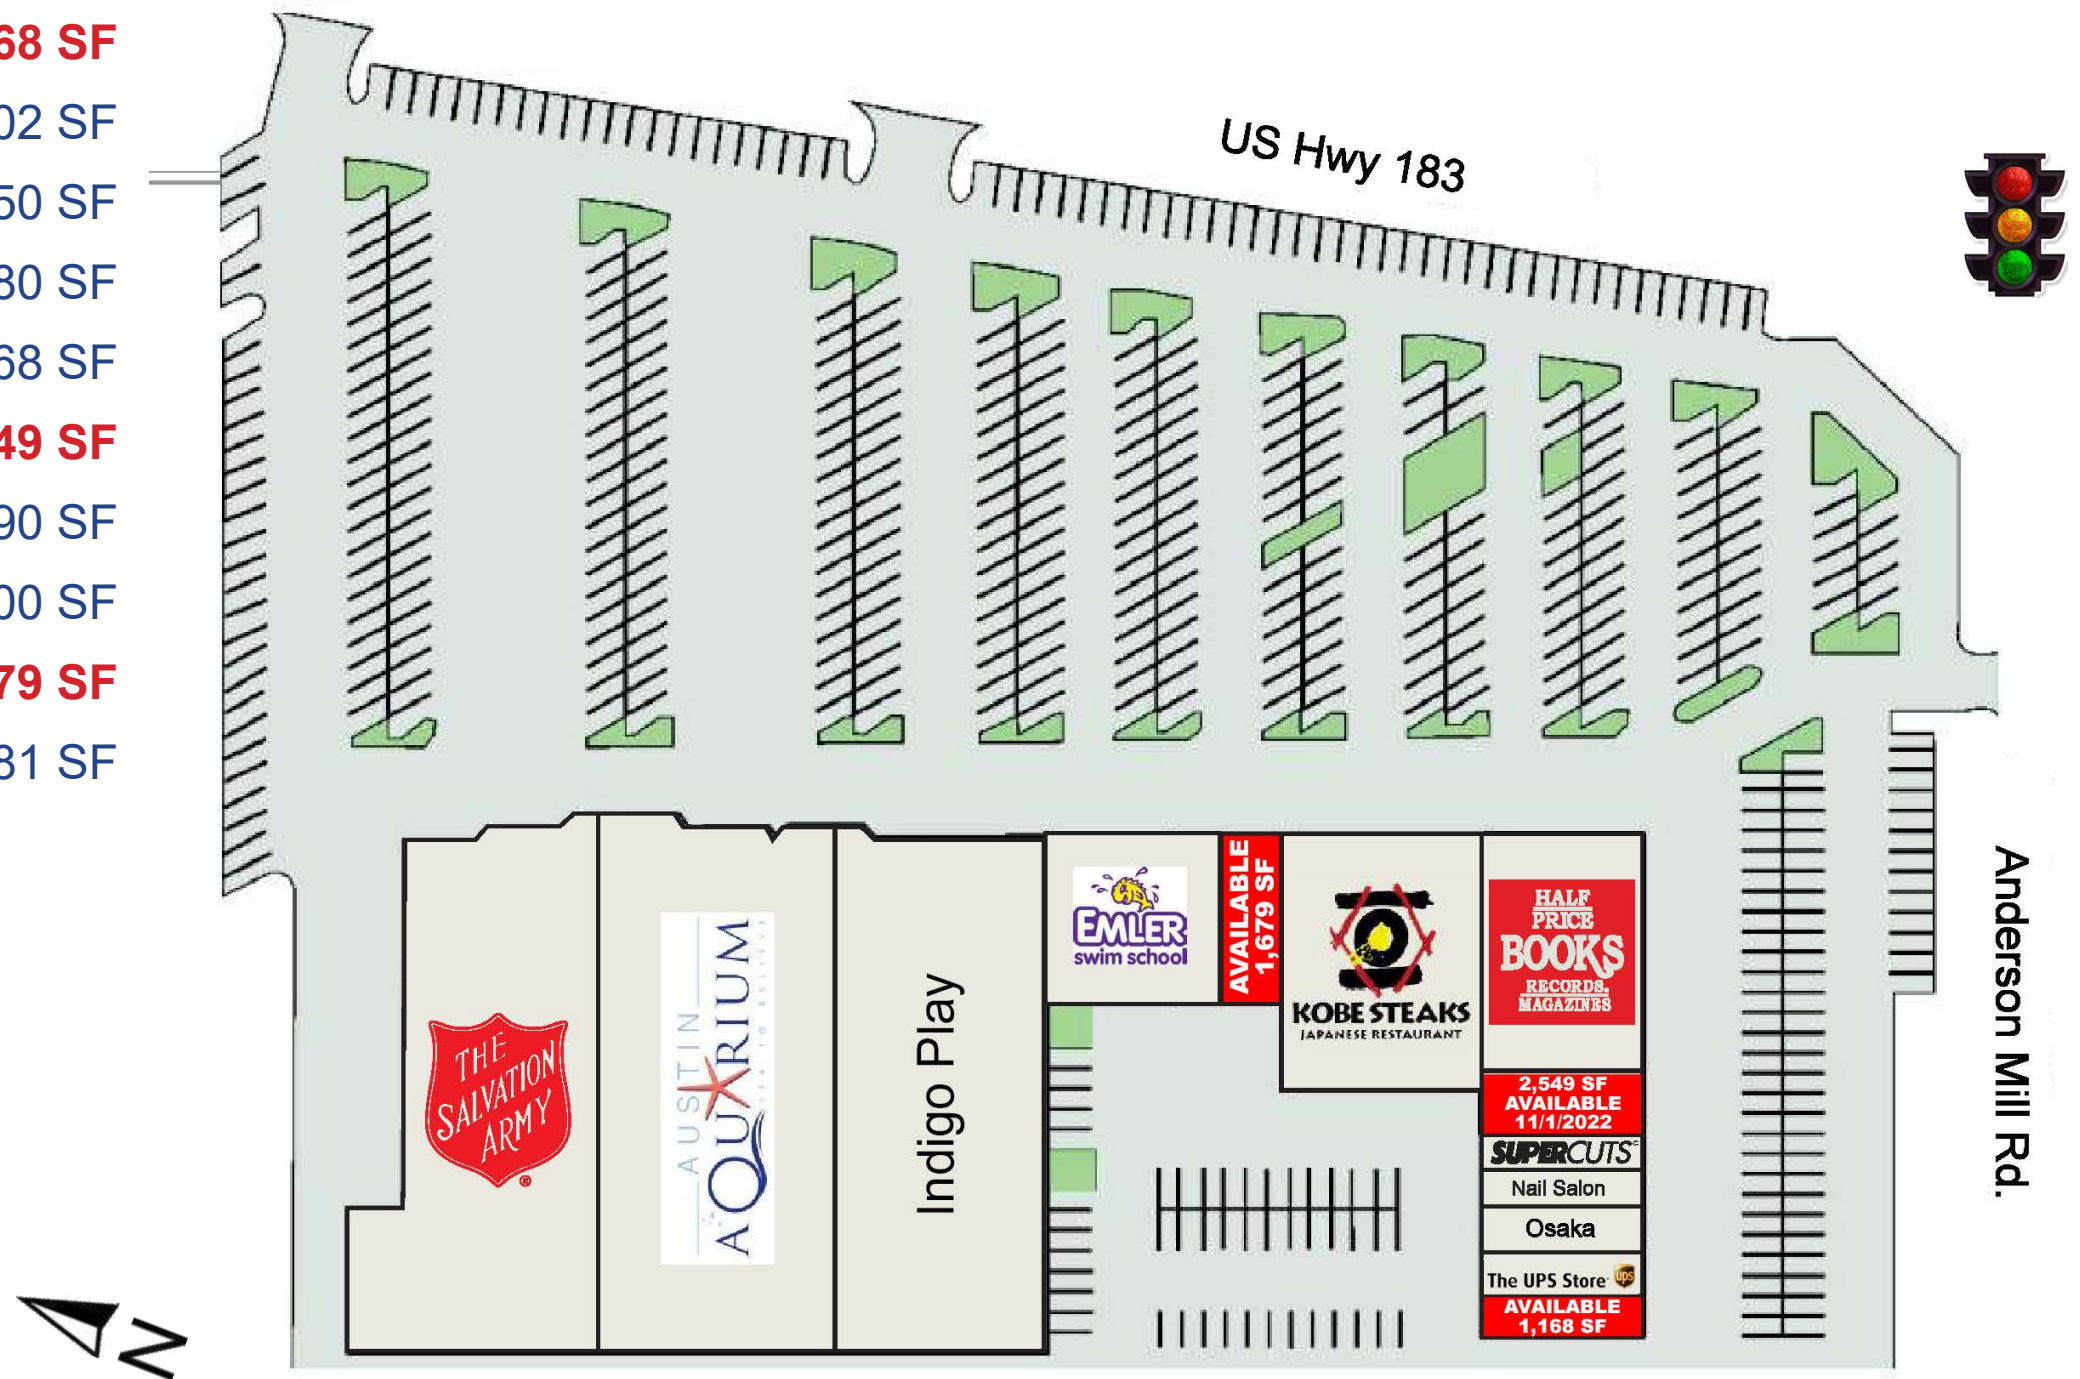 68 SF
02 SF
50 SF
80 SF
68 SF
49 SF
90 SF
00 SF
79 SF
81 SF
US Hwy 183
Anderson Mill Rd.
THE
SALVATION
ARMY
®
AUSTIN
AQUARIUM
Indigo Play
EMLER
swim school
AVAILABLE
1,679 SF
KOBE STEAKS
JAPANESE RESTAURANT
HALF
PRICE
BOOKS
RECORDS.
MAGAZINES
2,549 SF
AVAILABLE
11/1/2022
SUPERCUTS
Nail Salon
Osaka
The UPS Store
ups
AVAILABLE
1,168 SF
N